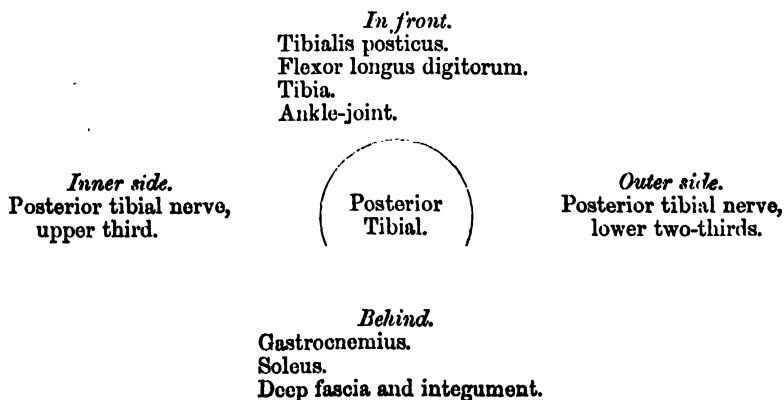 In front.
Tibialis posticus.
Flexor longus digitorum.
Tibia.
Ankle-joint.
Inner side.
Posterior tibial nerve,
upper third.
Posterior
Tibial.
Outer side.
Posterior tibial nerve,
lower two-thirds.
Behind.
Gastrocnemius.
Soleus.
Deep fascia and integument.